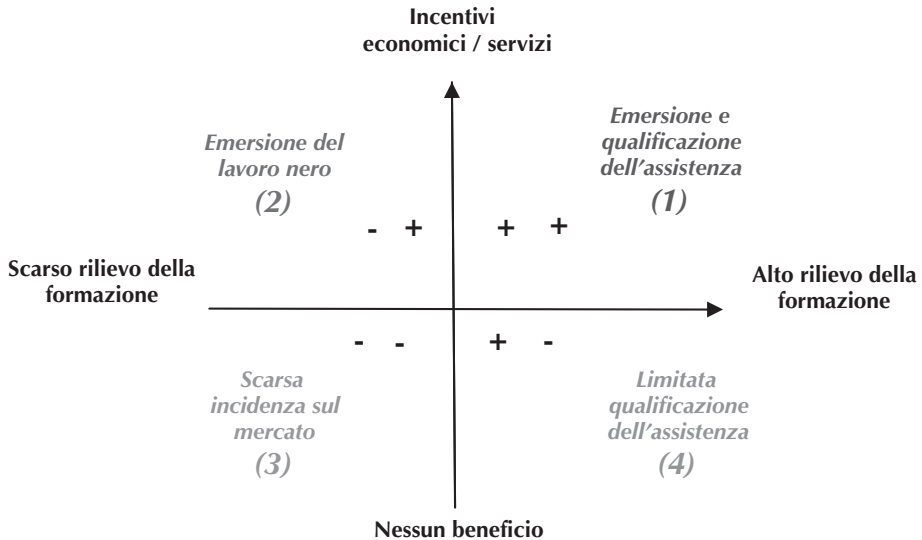 Incentivi
economici / servizi
Emersione del
lavoro nero
(2)
Emersione e
qualificazione
dell'assistenza
(1)
- +
+ +
Scarso rilievo della
formazione
Alto rilievo della
formazione
- -
+ -
Scarsa
incidenza sul
mercato
(3)
Limitata
qualificazione
dell'assistenza
(4)
Nessun beneficio